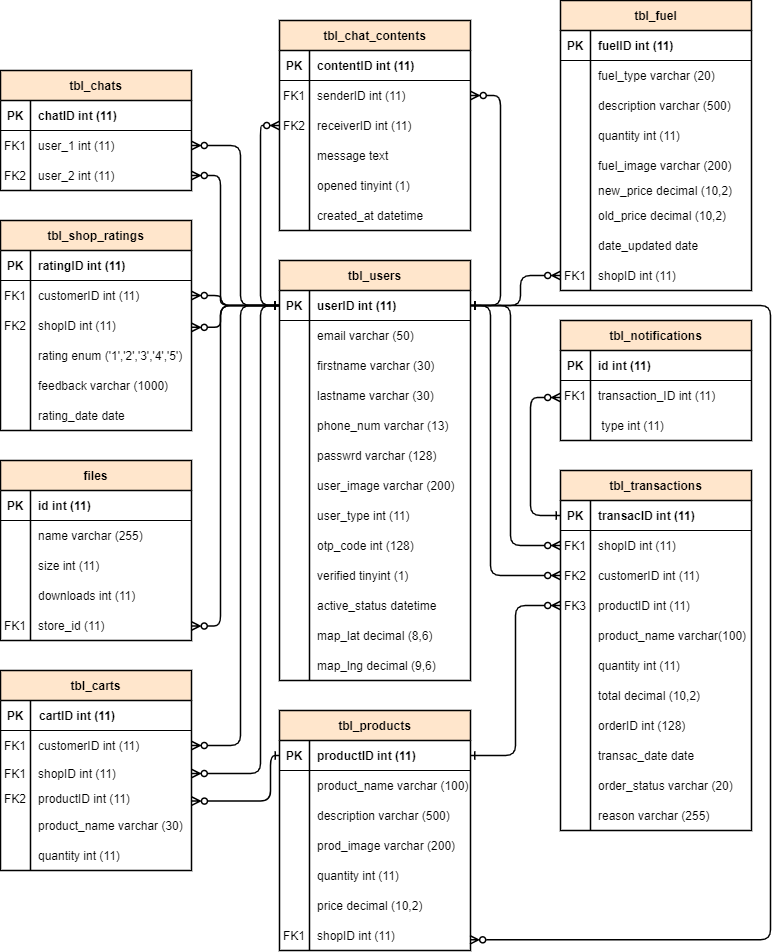 tbl_chats
PK chatID int (11)
FK1 user_1 int (11)
FK2 user_2 int (11)
tbl_shop_ratings
PK ratingID int (11)
FK1 customerID int (11)
FK2 shopID int (11)
rating enum ('1','2','3','4','5')
feedback varchar (1000)
rating_date date
files
PK id int (11)
name varchar (255)
size int (11)
downloads int (11)
FK1 store_id (11)
tbl_carts
PK cartID int (11)
FK1 customerID int (11)
FK1 shopID int (11)
FK2 productID int (11)
product_name varchar (30)
quantity int (11)
tbl_chat_contents
PK contentID int (11)
FK1 senderID int (11)
FK2 receiverID int (11)
message text
opened tinyint (1)
created_at datetime
tbl_users
PK userID int (11)
email varchar (50)
firstname varchar (30)
lastname varchar (30)
phone_num varchar (13)
passwrd varchar (128)
user_image varchar (200)
user_type int (11)
otp_code int (128)
verified tinyint (1)
active_status datetime
map_lat decimal (8,6)
map_lng decimal (9,6)
tbl_products
PK productID int (11)
product_name varchar (100)
description varchar (500)
prod_image varchar (200)
quantity int (11)
price decimal (10,2)
FK1 shopID int (11)
tbl_fuel
PK fuelID int (11)
fuel_type varchar (20)
description varchar (500)
quantity int (11)
fuel_image varchar (200)
new_price decimal (10,2)
old_price decimal (10,2)
date_updated date
FK1 shopID int (11)
tbl_notifications
PK id int (11)
FK1 transaction_ID int (11)
type int (11)
tbl_transactions
PK transacID int (11)
FK1 shopID int (11)
FK2 customerID int (11)
FK3 productID int (11)
product_name varchar(100)
quantity int (11)
total decimal (10,2)
orderID int (128)
transac_date date
order_status varchar (20)
reason varchar (255)